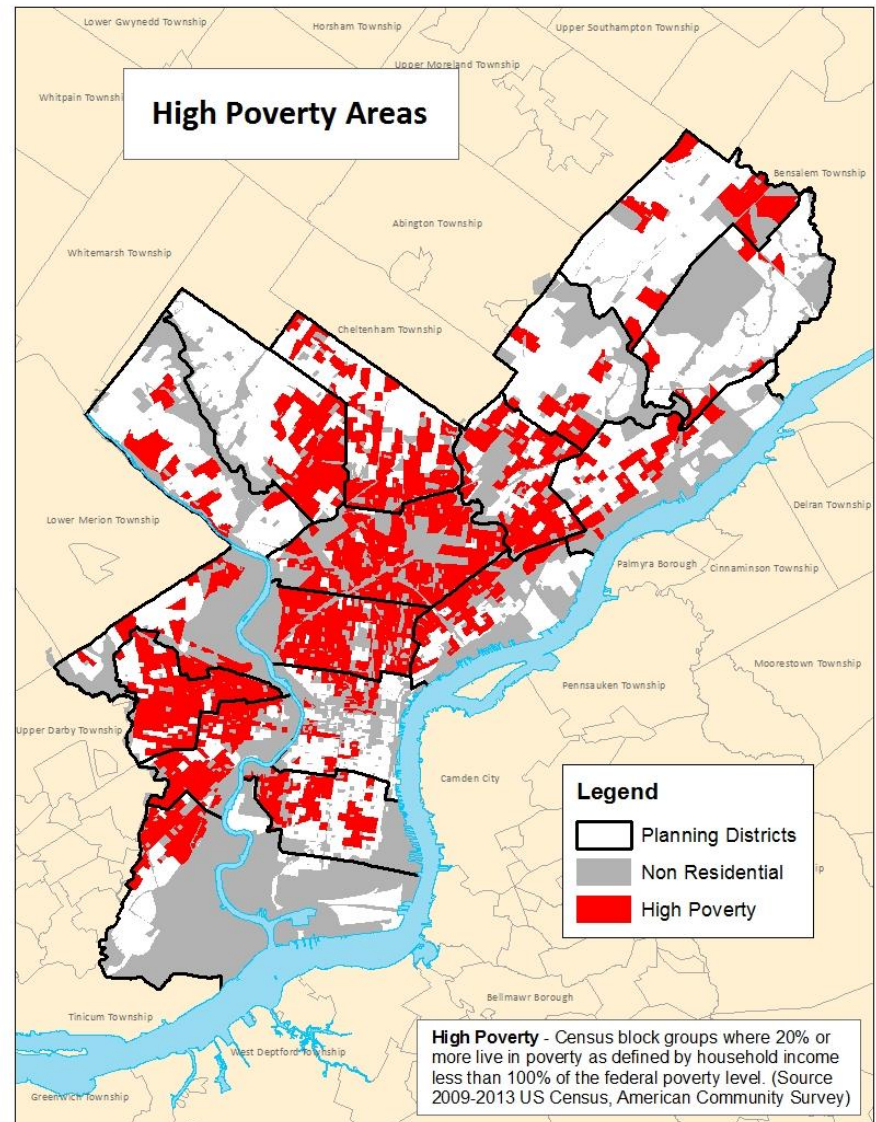 Lower Gwynedd Township
Horsham Township
Upper Southampton Township
Upper Moreland Township
Whitpain Townshi
High Poverty Areas
Bensalem Township
Abington Township
Whitemarsh Township
Cheltenham Township
Lower Merion Township
Delran Township
Palmyra Borough
Cinnaminson Township
Moorestown Township
Pennsauken Township
Upper Darby Township
Camden City
Legend
Planning Districts
Non Residential
High Poverty
Bellmawr Borough
Tinicum Township
West Deptford Township
Greenwich Township
High Poverty - Census block groups where 20% or
more live in poverty as defined by household income
less than 100% of the federal poverty level. (Source
2009-2013 US Census, American Community Survey)